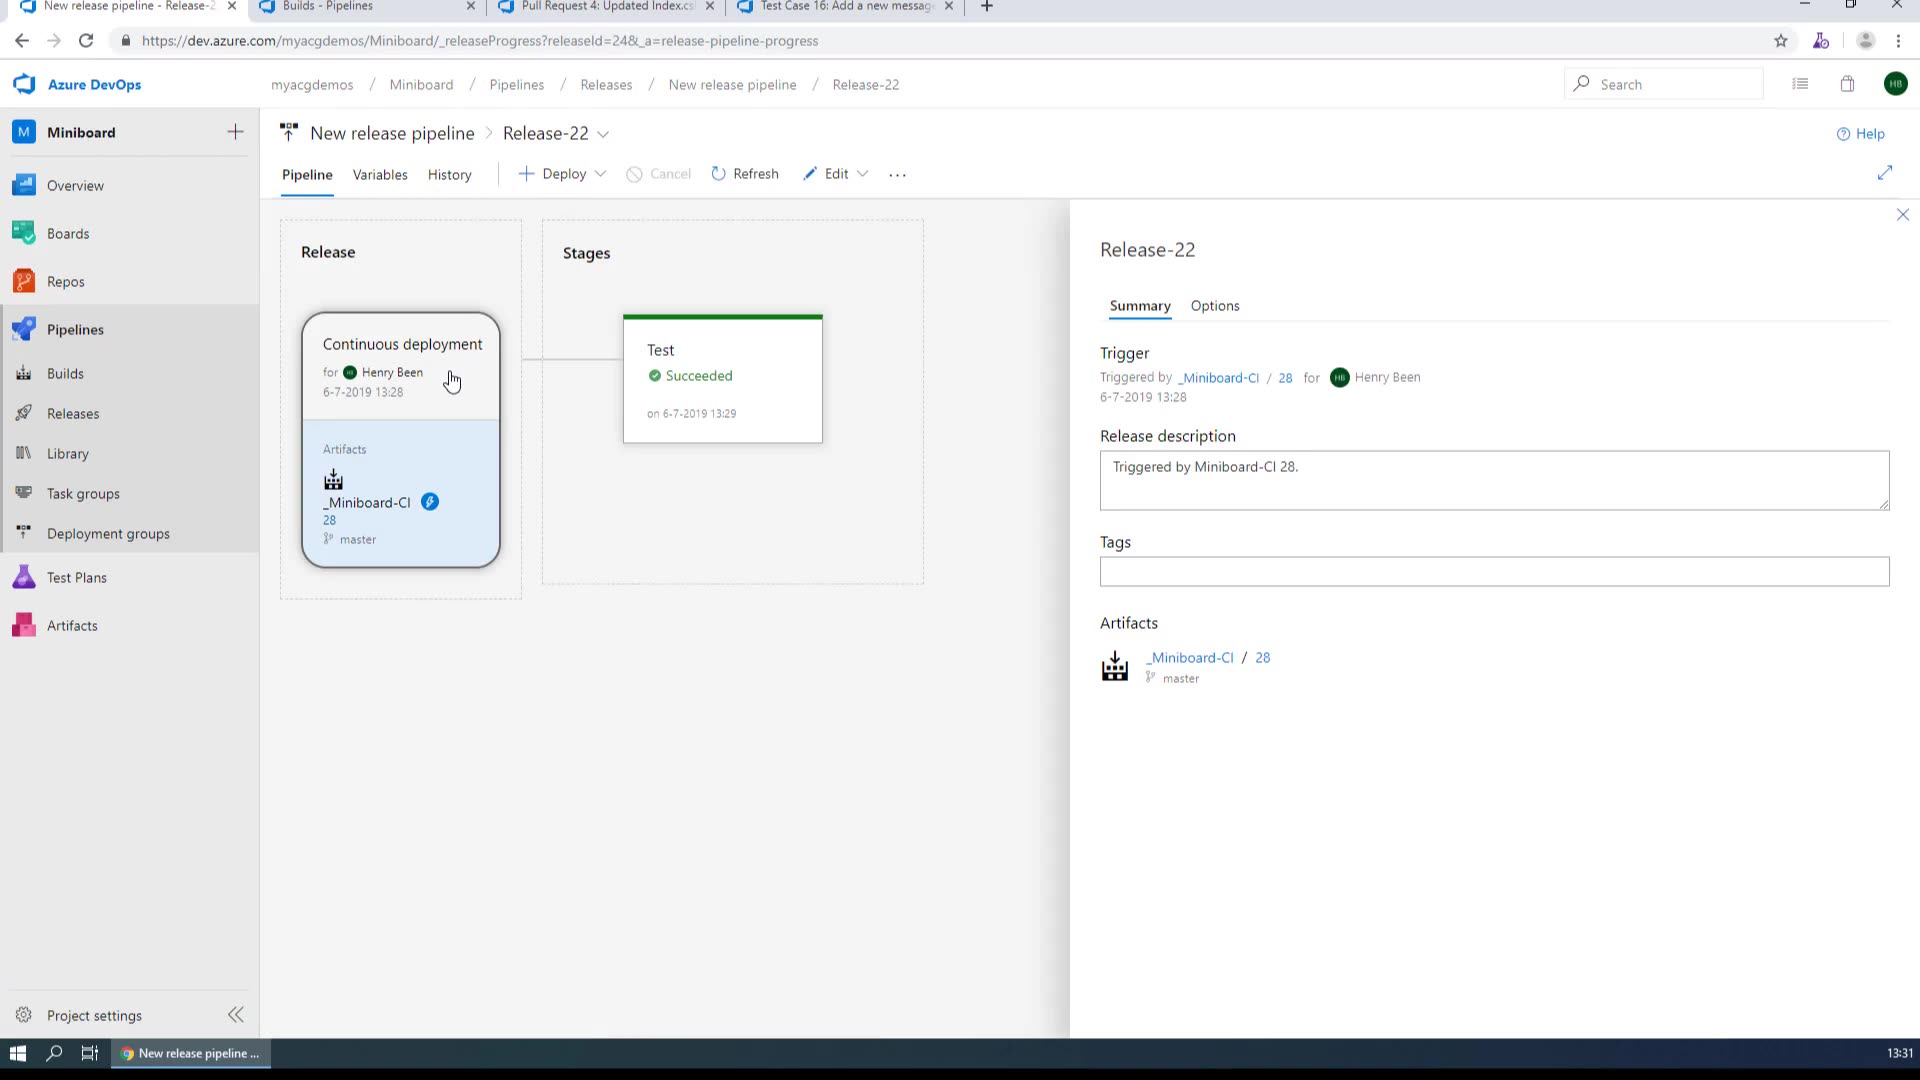 New release pipeline - Release-2
Builds - Pipelines
Pull Request 4: Updated Index.cs
Test Case 16: Add a new message
https://dev.azure.com/myacgdemos/Miniboard/_releaseProgress?releaseId=24&_a=release-pipeline-progress
Azure DevOps
myacgdemos / Miniboard / Pipelines / Releases / New release pipeline / Release-22
Search
HB
M Miniboard
New release pipeline > Release-22
Help
Pipeline Variables History Deploy Cancel Refresh Edit ...
Overview
Boards
Repos
Pipelines
Builds
Releases
Library
Task groups
Deployment groups
Test Plans
Artifacts
Project settings
Release
Continuous deployment
for HB Henry Been
6-7-2019 13:28
Artifacts
_Miniboard-CI
28
master
Stages
Test
Succeeded
on 6-7-2019 13:29
Release-22
Summary Options
Trigger
Triggered by _Miniboard-CI / 28 for HB Henry Been
6-7-2019 13:28
Release description
Triggered by Miniboard-CI 28.
Tags
Artifacts
_Miniboard-CI / 28
master
New release pipeline ...
13:31